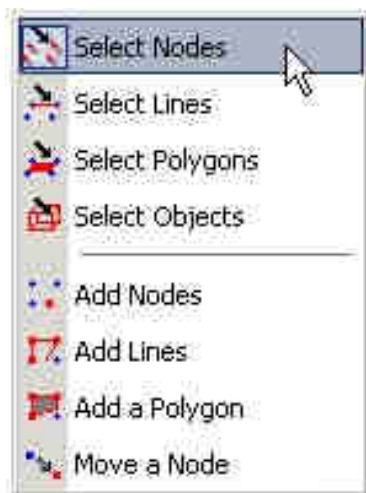 Select Nodes
Select Lines
Select Polygons
Select Objects
Add Nodes
Add Lines
Add a Polygon
Move a Node